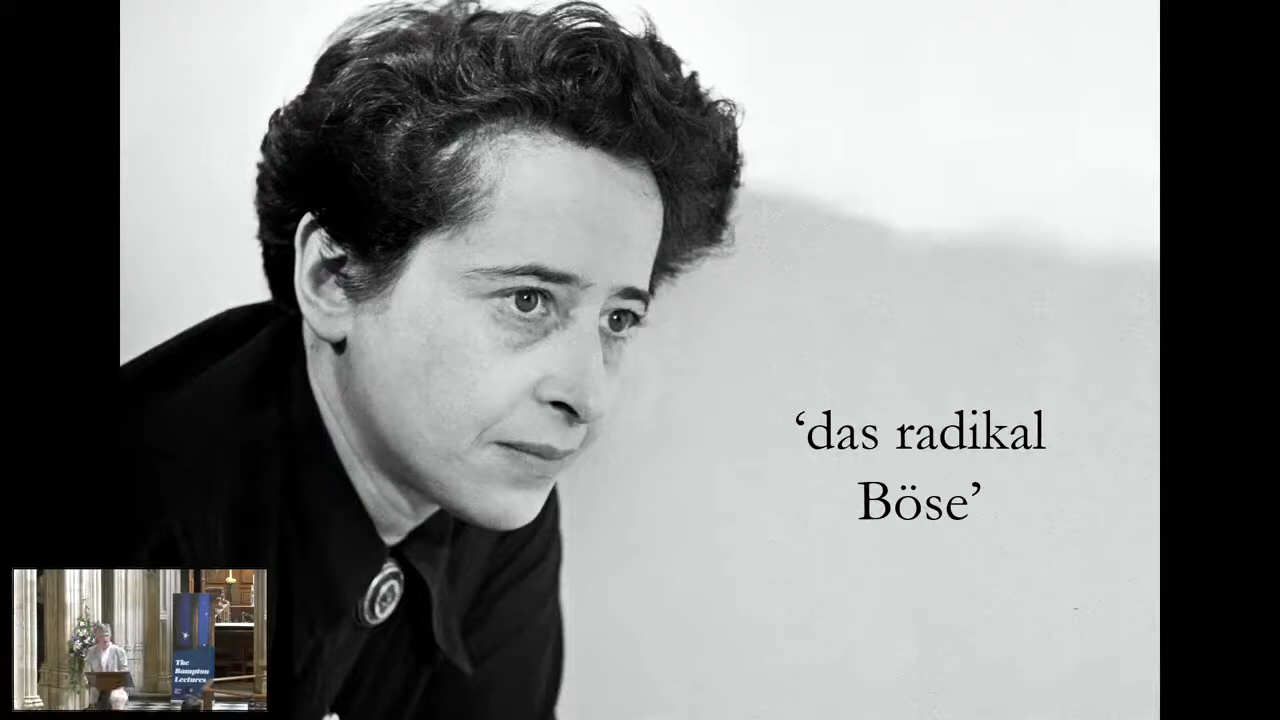 ‘das radikal
Böse’
The
Bampton
Lectures